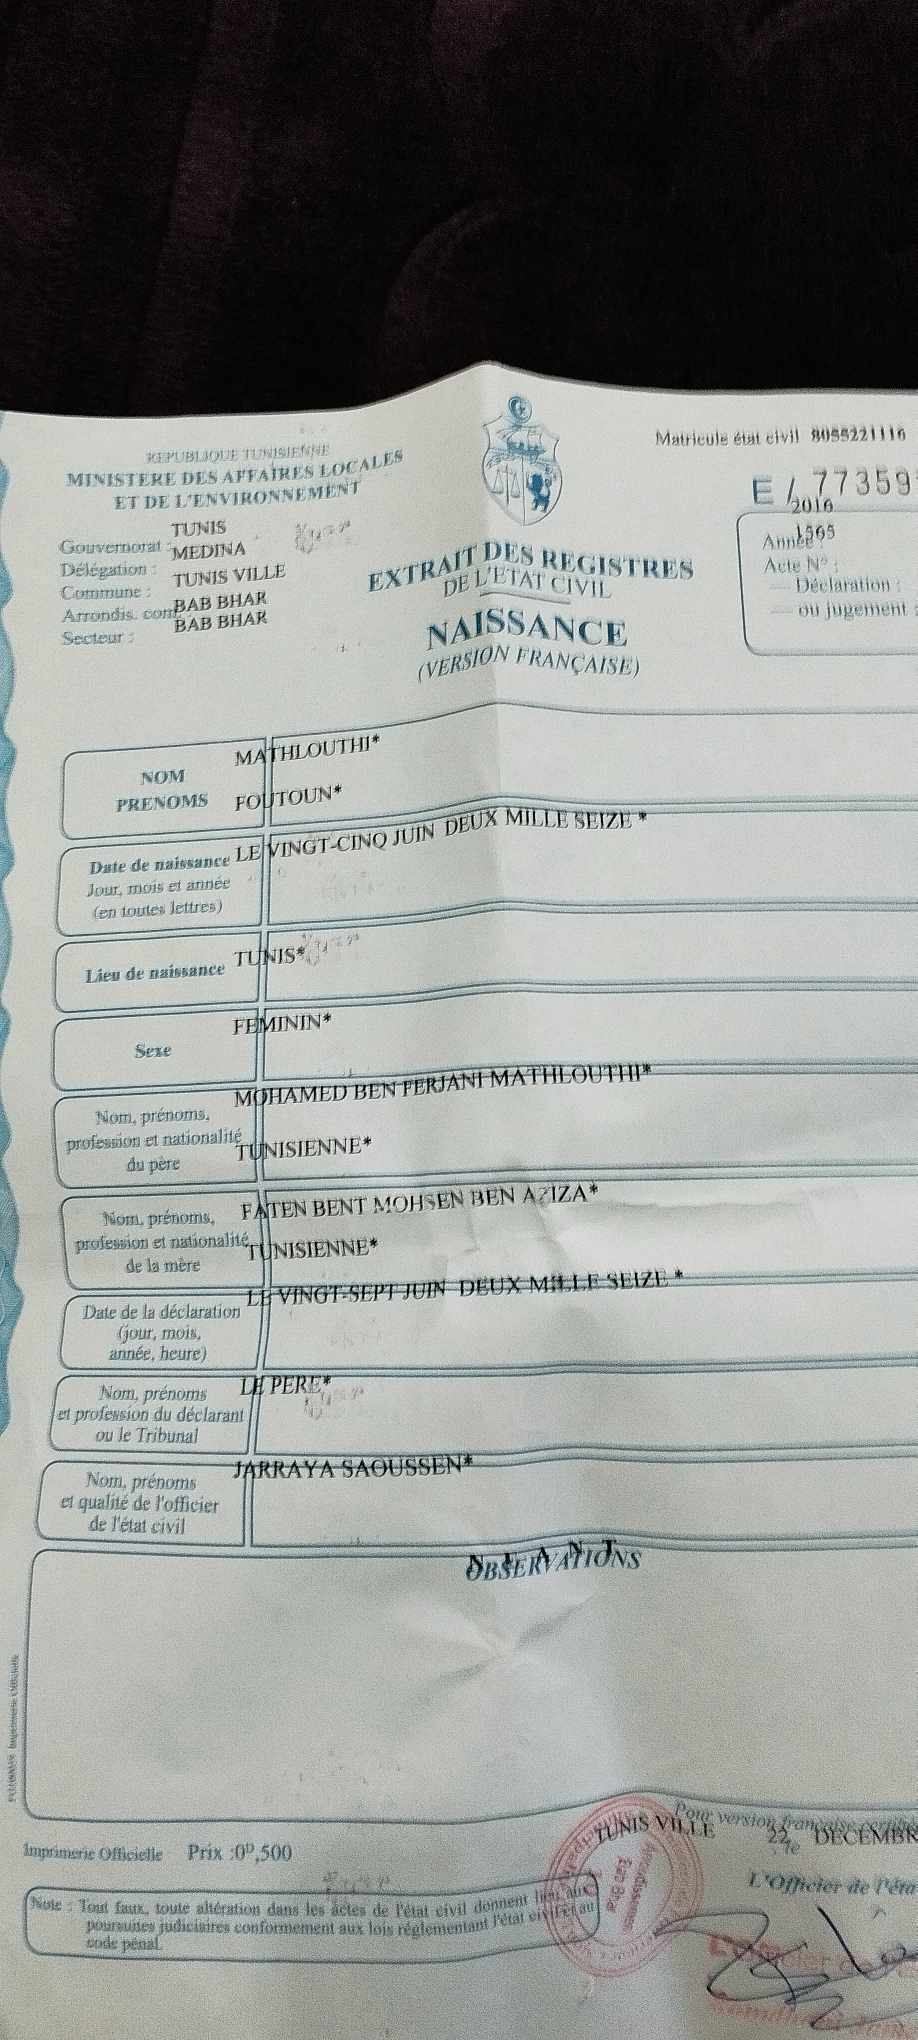 REPUBLIQUE TUNISIENNE
MINISTERE DES AFFAIRES LOCALES
ET DE L'ENVIRONNEMENT
Matricule état civil 8055221116
E / 77359
2016
Gouvernorat : TUNIS
Délégation : MEDINA
Commune : TUNIS VILLE
Arrondis. com BAB BHAR
Secteur : BAB BHAR
EXTRAIT DES REGISTRES
DE L'ETAT CIVIL
NAISSANCE
(VERSION FRANÇAISE)
Année :
Acte N° :
— Déclaration :
— ou jugement :
NOM MATHLOUTHI*
PRENOMS FOUTOUN*
Date de naissance LE VINGT-CINQ JUIN DEUX MILLE SEIZE *
Jour, mois et année
(en toutes lettres)
Lieu de naissance TUNIS*
Sexe FEMININ*
MOHAMED BEN FERJANI MATHLOUTHI*
Nom, prénoms,
profession et nationalité TUNISIENNE*
du père
Nom, prénoms, FATEN BENT MOHSEN BEN AZIZA*
profession et nationalité TUNISIENNE*
de la mère
LE VINGT-SEPT JUIN DEUX MILLE SEIZE *
Date de la déclaration
(jour, mois,
année, heure)
Nom, prénoms LE PERE*
et profession du déclarant
ou le Tribunal
JARRAYA SAOUSSEN*
Nom, prénoms
et qualité de l'officier
de l'état civil
OBSERVATIONS
N E A N T
Imprimerie Officielle
Pour version française
TUNIS VILLE 22 DECEMBR
le
L'Officier de l'éta
Imprimerie Officielle Prix :0ᴰ,500
Note : Tout faux, toute altération dans les actes de l'état civil donnent lieu aux
poursuites judiciaires conformement aux lois réglementant l'état civil et au
code pénal.